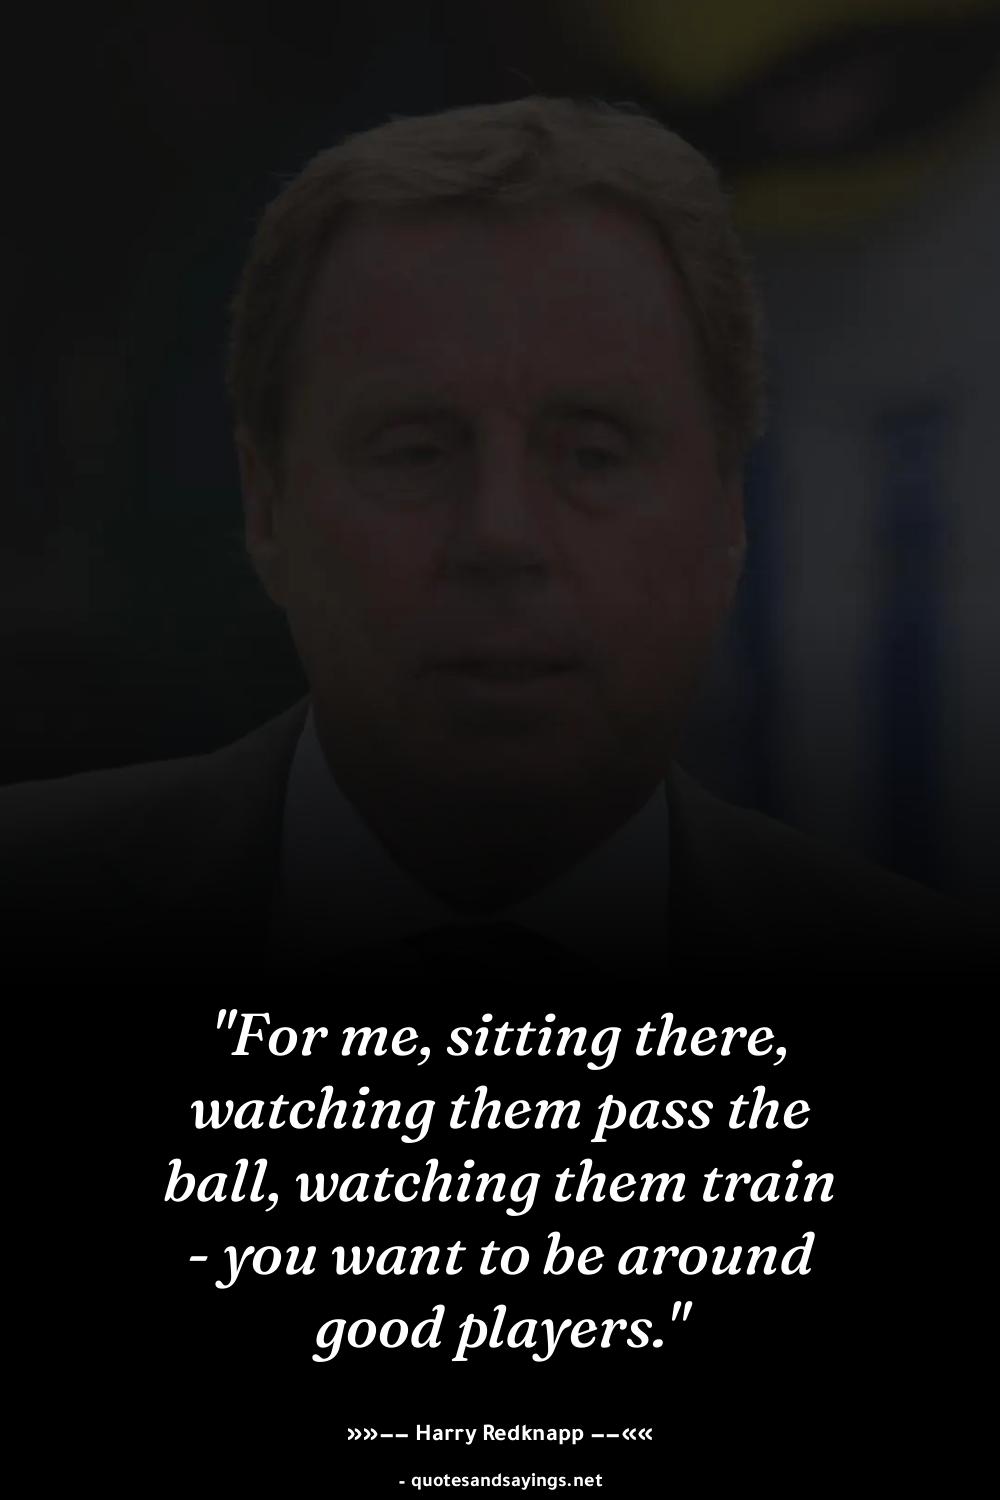 "For me, sitting there,
watching them pass the
ball, watching them train
- you want to be around
good players."
»»−− Harry Redknapp −−««
- quotesandsayings.net